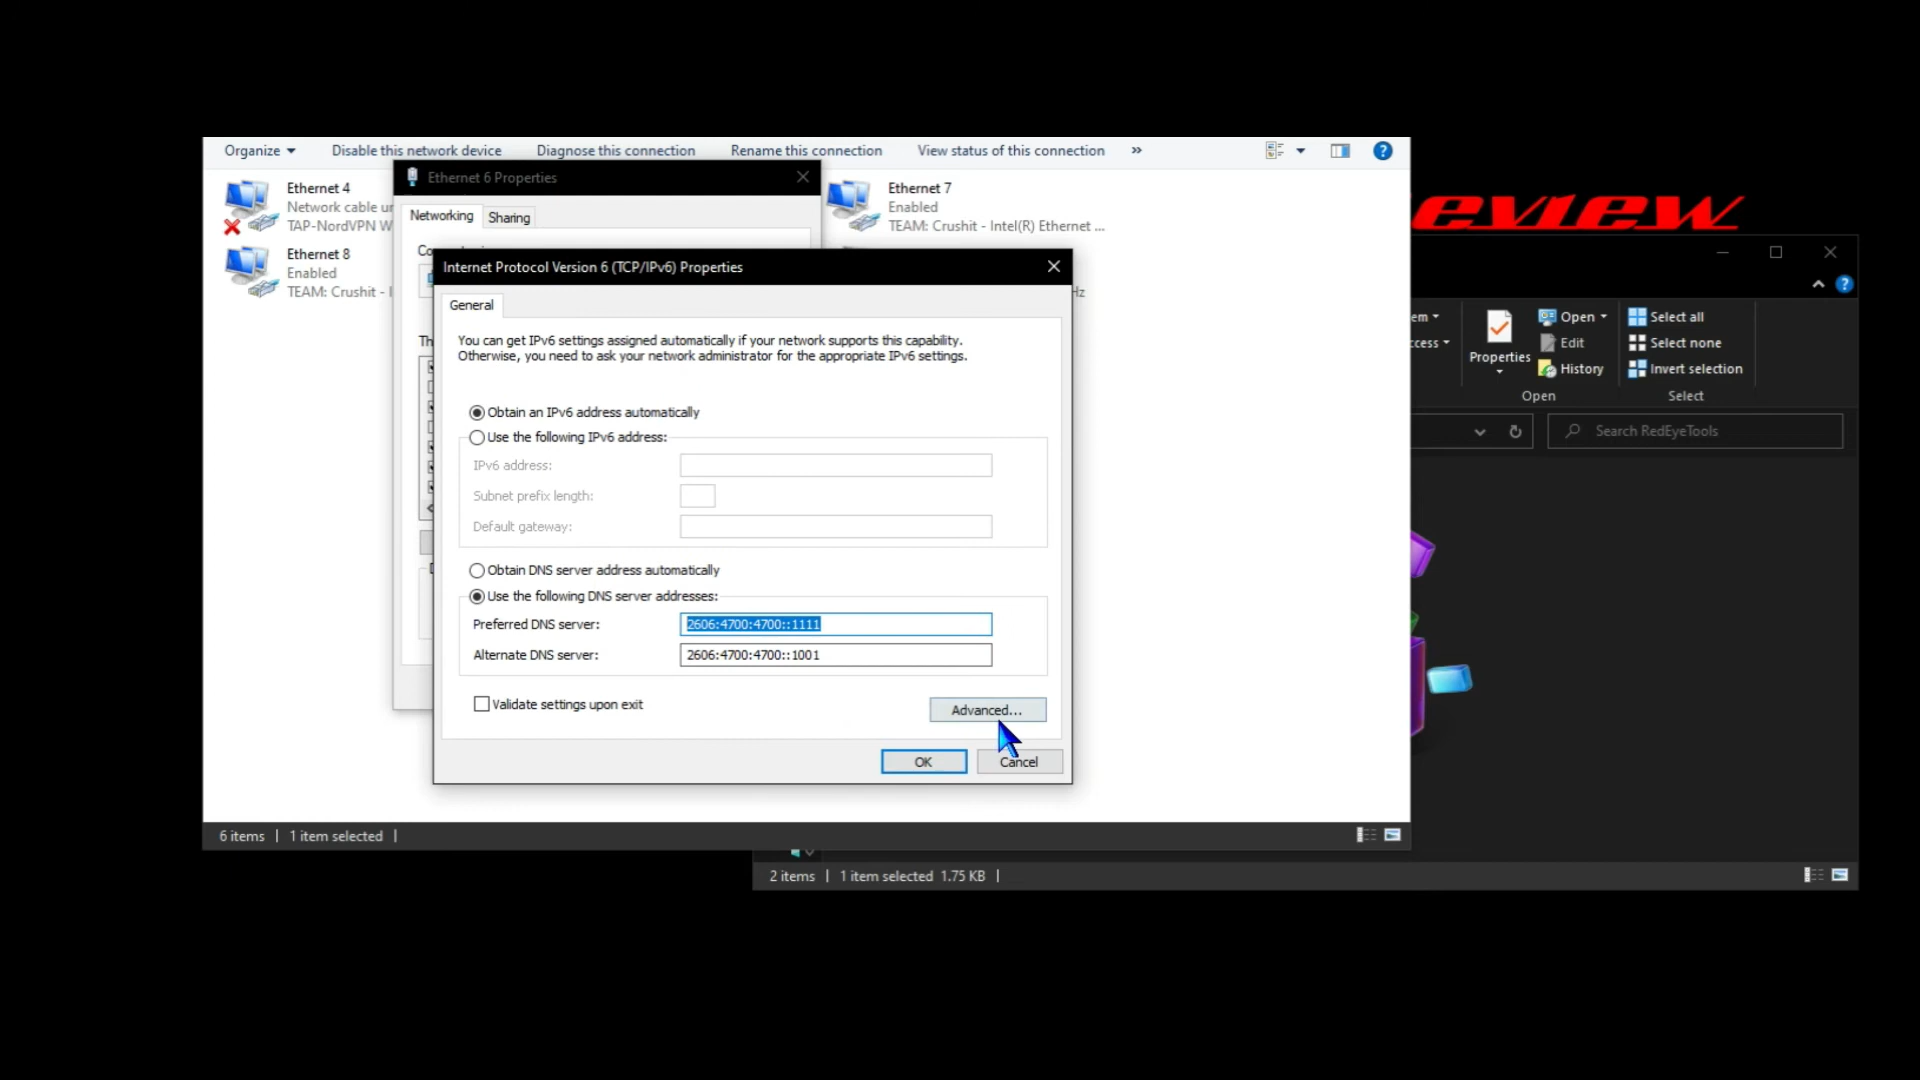 Organize
Disable this network device
Diagnose this connection
Rename this connection
View status of this connection
»
Ethernet 4
TAP-NordVPN
Ethernet 8
Enabled
TEAM: Crushit -
Ethernet 6 Properties
Networking
Sharing
Ethernet 7
Enabled
TEAM: Crushit - Intel(R) Ethernet ...
Hz
Internet Protocol Version 6 (TCP/IPv6) Properties
General
You can get IPv6 settings assigned automatically if your network supports this capability.
Otherwise, you need to ask your network administrator for the appropriate IPv6 settings.
Obtain an IPv6 address automatically
Use the following IPv6 address:
IPv6 address:
Subnet prefix length:
Default gateway:
Obtain DNS server address automatically
Use the following DNS server addresses:
Preferred DNS server: 2606:4700:4700::1111
Alternate DNS server: 2606:4700:4700::1001
Validate settings upon exit
Advanced...
OK
Cancel
6 items | 1 item selected |
eview
Properties
Open
Edit
History
Open
Select all
Select none
Invert selection
Select
Search RedEyeTools
2 items | 1 item selected 1.75 KB |